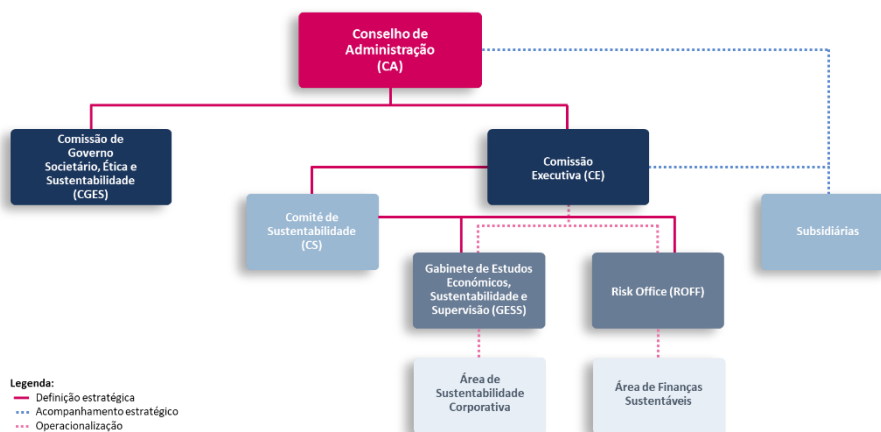 Conselho de
Administração
(CA)
Comissão de
Governo
Societário, Ética e
Sustentabilidade
(CGES)
Comissão
Executiva (CE)
Comité de
Sustentabilidade
(CS)
Subsidiárias
Gabinete de Estudos
Económicos,
Sustentabilidade e
Supervisão (GESS)
Risk Office (ROFF)
Área de
Sustentabilidade
Corporativa
Área de Finanças
Sustentáveis
Legenda:
Definição estratégica
Acompanhamento estratégico
Operacionalização